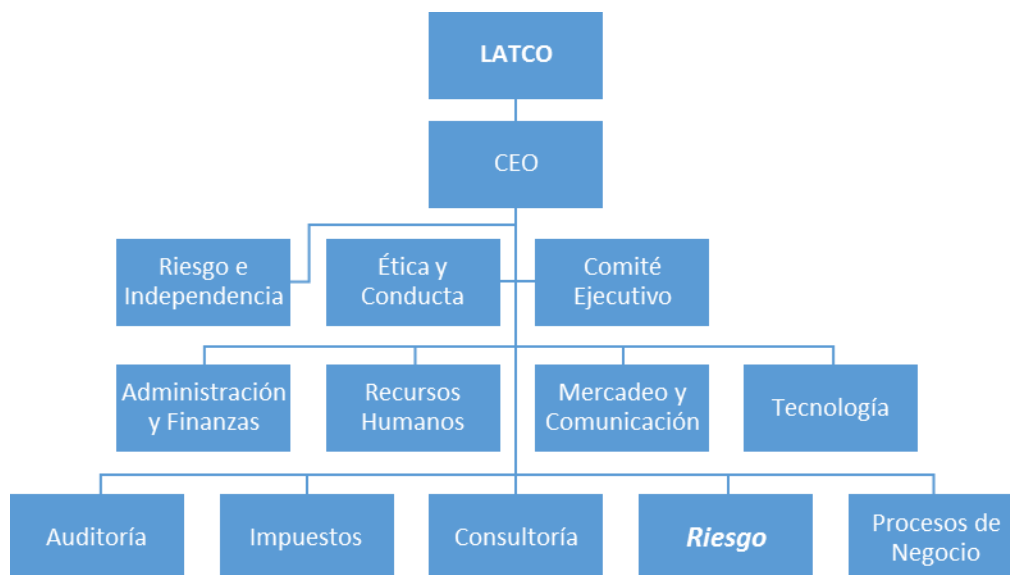 LATCO
CEO
Riesgo e
Independencia
Ética y
Conducta
Comité
Ejecutivo
Administración
y Finanzas
Recursos
Humanos
Mercadeo y
Comunicación
Tecnología
Auditoría
Impuestos
Consultoría
Riesgo
Procesos de
Negocio